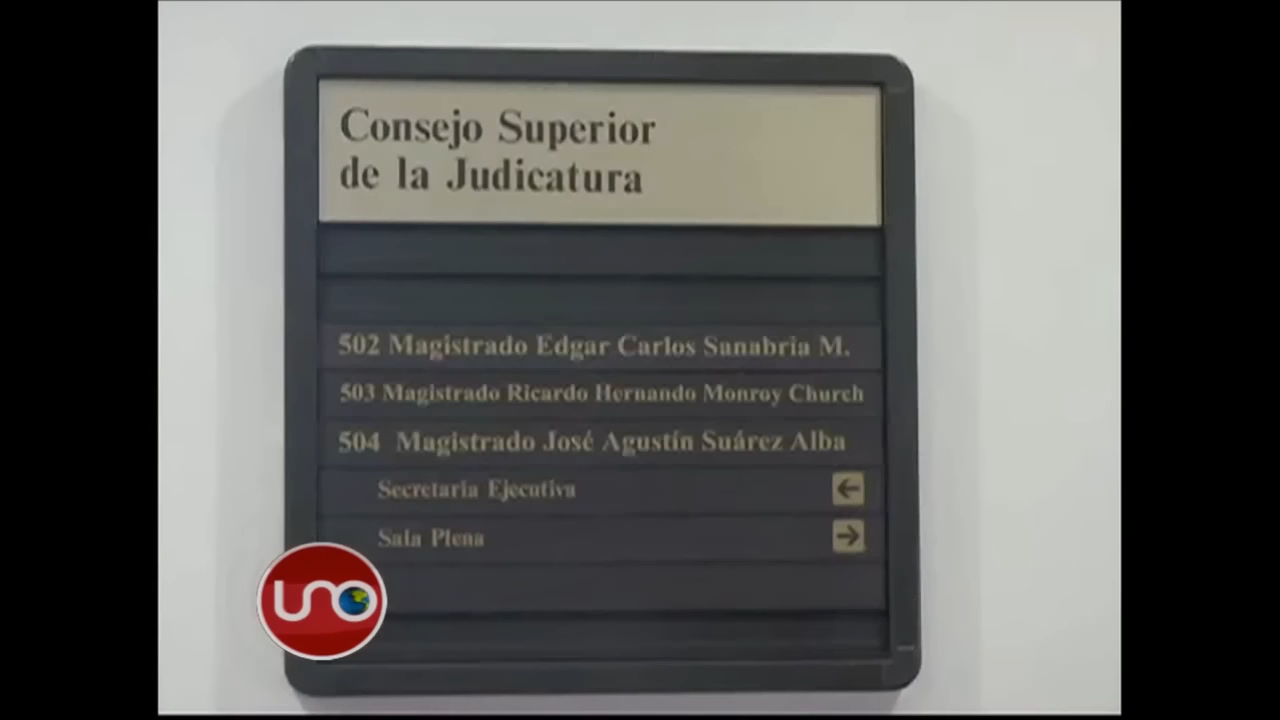 Consejo Superior
de la Judicatura
502 Magistrado Edgar Carlos Sanabria M.
503 Magistrado Ricardo Hernando Monroy Church
504 Magistrado José Agustín Suárez Alba
Secretaria Ejecutiva ←
Sala Plena →
UNO